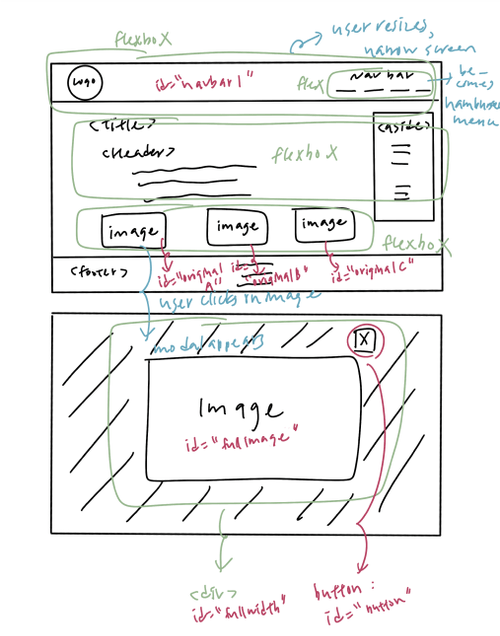 flexbox
user resizes,
narrow screen
Logo
id="navbar1"
flex
nav bar
be-
comes
hamburger
menu
<Title>
<aside>
<Header>
flexbox
image
image
image
flexbox
<footer>
id="original
A"
id=
"originalB"
id="originalC"
user clicks on image
modal appears
X
Image
id="fullImage"
<div>
id="fullwidth"
button:
id="button"